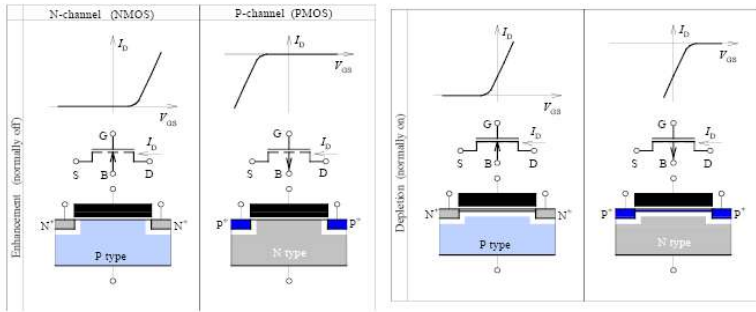 N-channel (NMOS)
P-channel (PMOS)
Enhancement (normally off)
I_D
V_GS
I_D
V_GS
G
I_D
S
B
D
G
I_D
S
B
D
N⁺
N⁺
P type
P⁺
P⁺
N type
Depletion (normally on)
I_D
V_GS
I_D
V_GS
G
I_D
S
B
D
G
I_D
S
B
D
N⁺
N⁺
P type
P⁺
P⁺
N type